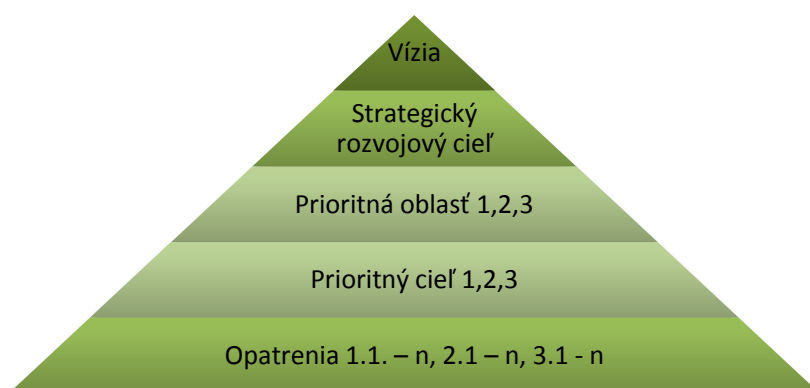 Vízia
Strategický
rozvojový cieľ
Prioritná oblasť 1,2,3
Prioritný cieľ 1,2,3
Opatrenia 1.1. – n, 2.1 – n, 3.1 - n